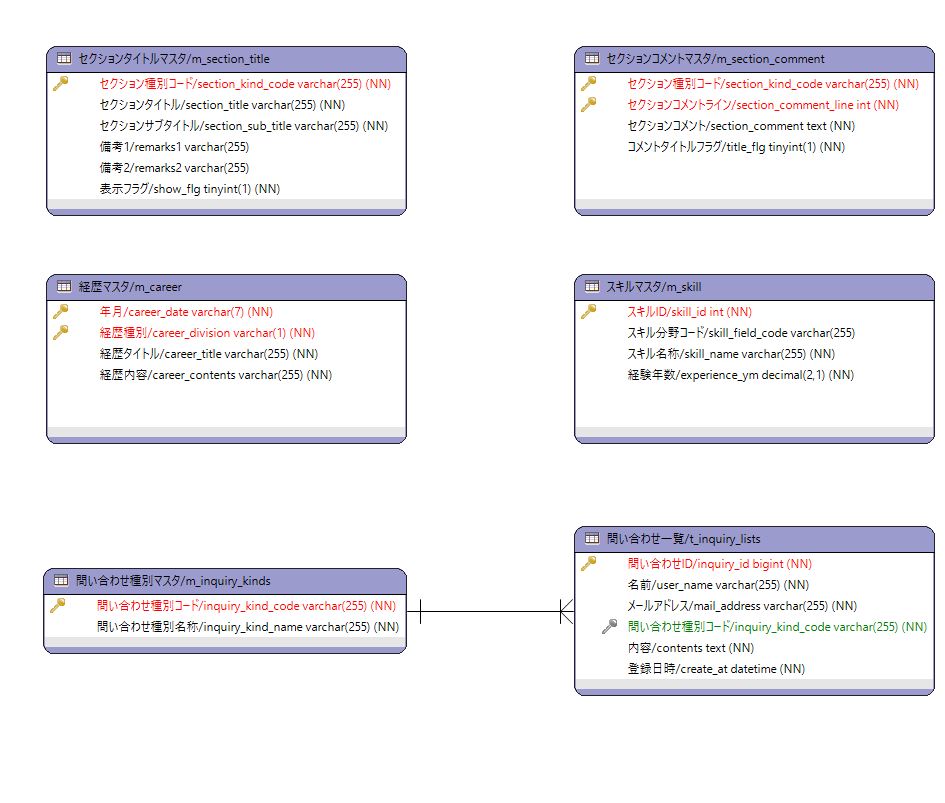 セクションタイトルマスタ/m_section_title
セクション種別コード/section_kind_code varchar(255) (NN)
セクションタイトル/section_title varchar(255) (NN)
セクションサブタイトル/section_sub_title varchar(255) (NN)
備考1/remarks1 varchar(255)
備考2/remarks2 varchar(255)
表示フラグ/show_flg tinyint(1) (NN)
セクションコメントマスタ/m_section_comment
セクション種別コード/section_kind_code varchar(255) (NN)
セクションコメントライン/section_comment_line int (NN)
セクションコメント/section_comment text (NN)
コメントタイトルフラグ/title_flg tinyint(1) (NN)
経歴マスタ/m_career
年月/career_date varchar(7) (NN)
経歴種別/career_division varchar(1) (NN)
経歴タイトル/career_title varchar(255) (NN)
経歴内容/career_contents varchar(255) (NN)
スキルマスタ/m_skill
スキルID/skill_id int (NN)
スキル分野コード/skill_field_code varchar(255)
スキル名称/skill_name varchar(255) (NN)
経験年数/experience_ym decimal(2,1) (NN)
問い合わせ種別マスタ/m_inquiry_kinds
問い合わせ種別コード/inquiry_kind_code varchar(255) (NN)
問い合わせ種別名称/inquiry_kind_name varchar(255) (NN)
問い合わせ一覧/t_inquiry_lists
問い合わせID/inquiry_id bigint (NN)
名前/user_name varchar(255) (NN)
メールアドレス/mail_address varchar(255) (NN)
問い合わせ種別コード/inquiry_kind_code varchar(255) (NN)
内容/contents text (NN)
登録日時/create_at datetime (NN)